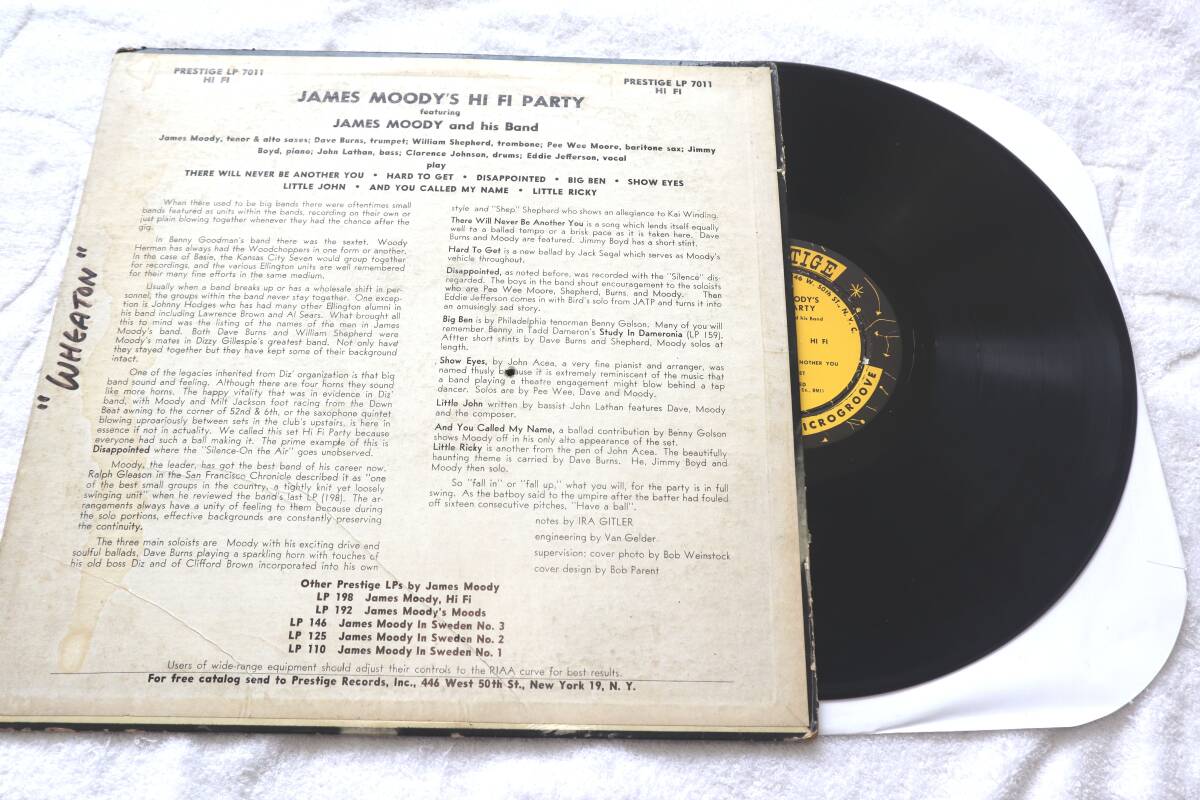 PRESTIGE LP 7011
HI FI
PRESTIGE LP 7011
HI FI
JAMES MOODY'S HI FI PARTY
featuring
JAMES MOODY and his Band
James Moody, tenor & alto saxes; Dave Burns, trumpet; William Shepherd, trombone; Pee Wee Moore, baritone sax; Jimmy
Boyd, piano; John Lathan, bass; Clarence Johnson, drums; Eddie Jefferson, vocal
play
THERE WILL NEVER BE ANOTHER YOU • HARD TO GET • DISAPPOINTED • BIG BEN • SHOW EYES
LITTLE JOHN • AND YOU CALLED MY NAME • LITTLE RICKY
When there used to be big bands there were oftentimes small
bands featured as units within the bands, recording on their own or
just plain blowing together whenever they had the chance after the
gig.
In Benny Goodman's band there was the sextet. Woody
Herman has always had the Woodchoppers in one form or another.
In the case of Basie, the Kansas City Seven would group together
for recordings, and the various Ellington units are well remembered
for their many fine efforts in the same medium.
Usually when a band breaks up or has a wholesale shift in per-
sonnel, the groups within the band never stay together. One excep-
tion is Johnny Hodges who has had many other Ellington alumni in
his band including Lawrence Brown and Al Sears. What brought all
this to mind was the listing of the names of the men in James
Moody's band. Both Dave Burns and William Shepherd were
Moody's mates in Dizzy Gillespie's greatest band. Not only have
they stayed together but they have kept some of their background
intact.
One of the legacies inherited from Diz' organization is that big
band sound and feeling. Although there are four horns they sound
like more horns. The happy vitality that was in evidence in Diz'
band, with Moody and Milt Jackson foot racing from the Down
Beat awning to the corner of 52nd & 6th, or the saxophone quintet
blowing uproariously between sets in the club's upstairs, is here in
essence if not in actuality. We called this set Hi Fi Party because
everyone had such a ball making it. The prime example of this is
Disappointed where the "Silence-On the Air" goes unobserved.
Moody, the leader, has got the best band of his career now.
Ralph Gleason in the San Francisco Chronicle described it as "one
of the best small groups in the country, a tightly knit yet loosely
swinging unit" when he reviewed the band's last LP (198). The ar-
rangements always have a unity of feeling to them because during
the solo portions, effective backgrounds are constantly preserving
the continuity.
The three main soloists are Moody with his exciting drive and
soulful ballads, Dave Burns playing a sparkling horn with touches of
his old boss Diz and of Clifford Brown incorporated into his own
style and "Shep" Shepherd who shows an allegiance to Kai Winding.
There Will Never Be Another You is a song which lends itself equally
well to a ballad tempo or a brisk pace as it is taken here. Dave
Burns and Moody are featured. Jimmy Boyd has a short stint.
Hard To Get is a new ballad by Jack Segal which serves as Moody's
vehicle throughout.
Disappointed, as noted before, was recorded with the "Silence" dis-
regarded. The boys in the band shout encouragement to the soloists
who are Pee Wee Moore, Shepherd, Burns, and Moody. Then
Eddie Jefferson comes in with Bird's solo from JATP and turns it into
an amusingly sad story.
Big Ben is by Philadelphia tenorman Benny Golson. Many of you will
remember Benny in Tadd Dameron's Study In Dameronia (LP 159).
Affter short stints by Dave Burns and Shepherd, Moody solos at
length.
Show Eyes, by John Acea, a very fine pianist and arranger, was
named thusly because it is extremely reminiscent of the music that
a band playing a theatre engagement might blow behind a tap
dancer. Solos are by Pee Wee, Dave and Moody.
Little John written by bassist John Lathan features Dave, Moody
and the composer.
And You Called My Name, a ballad contribution by Benny Golson
shows Moody off in his only alto appearance of the set.
Little Ricky is another from the pen of John Acea. The beautifully
haunting theme is carried by Dave Burns. He, Jimmy Boyd and
Moody then solo.
So "fall in" or "fall up," what you will, for the party is in full
swing. As the batboy said to the umpire after the batter had fouled
off sixteen consecutive pitches, "Have a ball".
notes by IRA GITLER
engineering by Van Gelder
supervision; cover photo by Bob Weinstock
cover design by Bob Parent
Other Prestige LPs by James Moody
LP 198 James Moody, Hi Fi
LP 192 James Moody's Moods
LP 146 James Moody In Sweden No. 3
LP 125 James Moody In Sweden No. 2
LP 110 James Moody In Sweden No. 1
Users of wide-range equipment should adjust their controls to the RIAA curve for best results.
For free catalog send to Prestige Records, Inc., 446 West 50th St., New York 19, N. Y.
"WHEATON"
TIGE
46 W. 50th ST. N.Y.C.
ODY'S
ARTY
nd his Band
HI FI
NOTHER YOU
ET
ED
Co., BMI)
ICROGROOVE